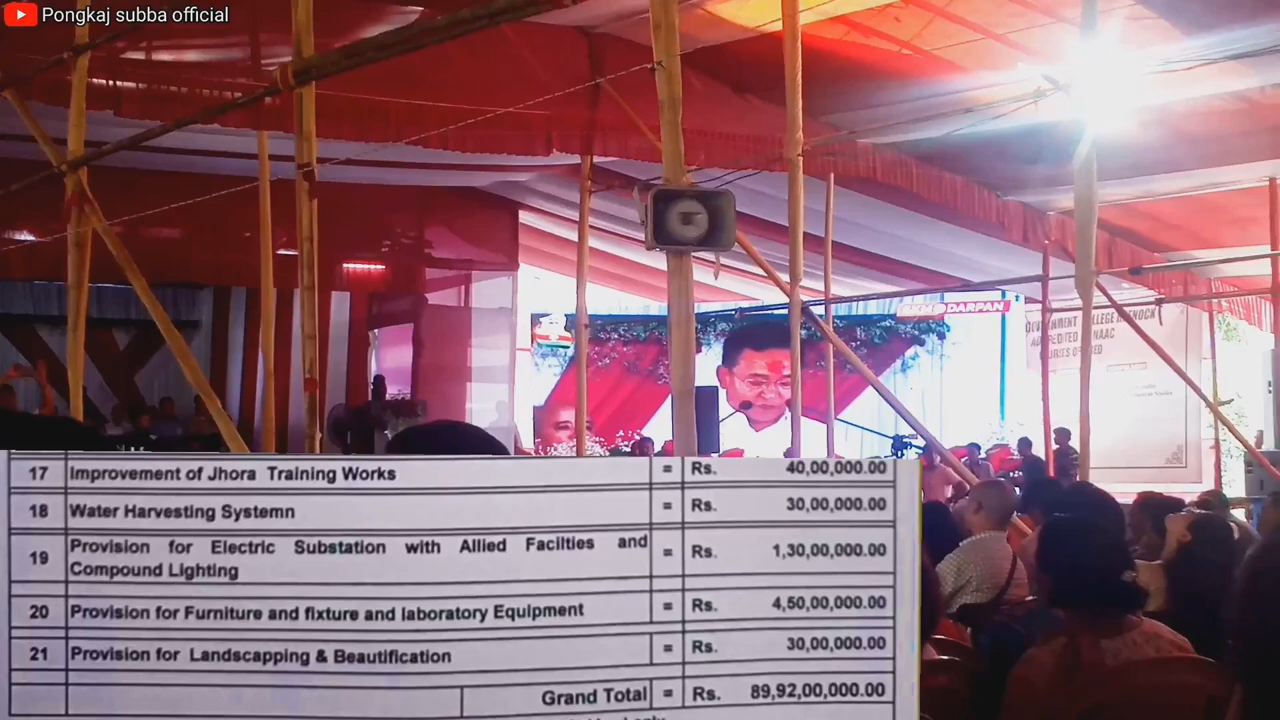 Pongkaj subba official
SKM DARPAN
GOVERNMENT COLLEGE RHENOCK
ACCREDITED NAAC
17 Improvement of Jhora Training Works = Rs. 40,00,000.00
18 Water Harvesting Systemn = Rs. 30,00,000.00
19 Provision for Electric Substation with Allied Facilties and = Rs. 1,30,00,000.00
Compound Lighting
20 Provision for Furniture and fixture and laboratory Equipment = Rs. 4,50,00,000.00
21 Provision for Landscapping & Beautification = Rs. 30,00,000.00
Grand Total = Rs. 89,92,00,000.00